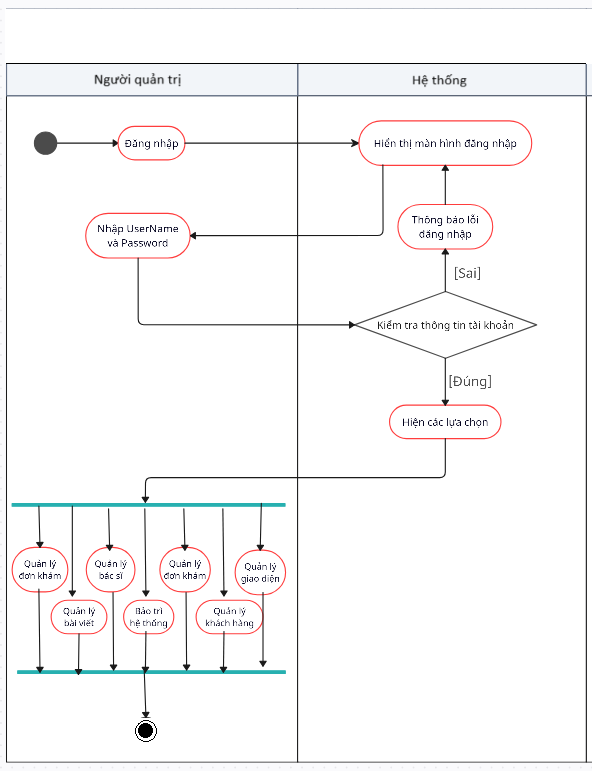 Người quản trị
Hệ thống
Đăng nhập
Hiển thị màn hình đăng nhập
Nhập UserName
và Password
Thông báo lỗi
đăng nhập
[Sai]
Kiểm tra thông tin tài khoản
[Đúng]
Hiện các lựa chọn
Quản lý
đơn khám
Quản lý
bác sĩ
Quản lý
đơn khám
Quản lý
giao diện
Quản lý
bài viết
Bảo trì
hệ thống
Quản lý
khách hàng